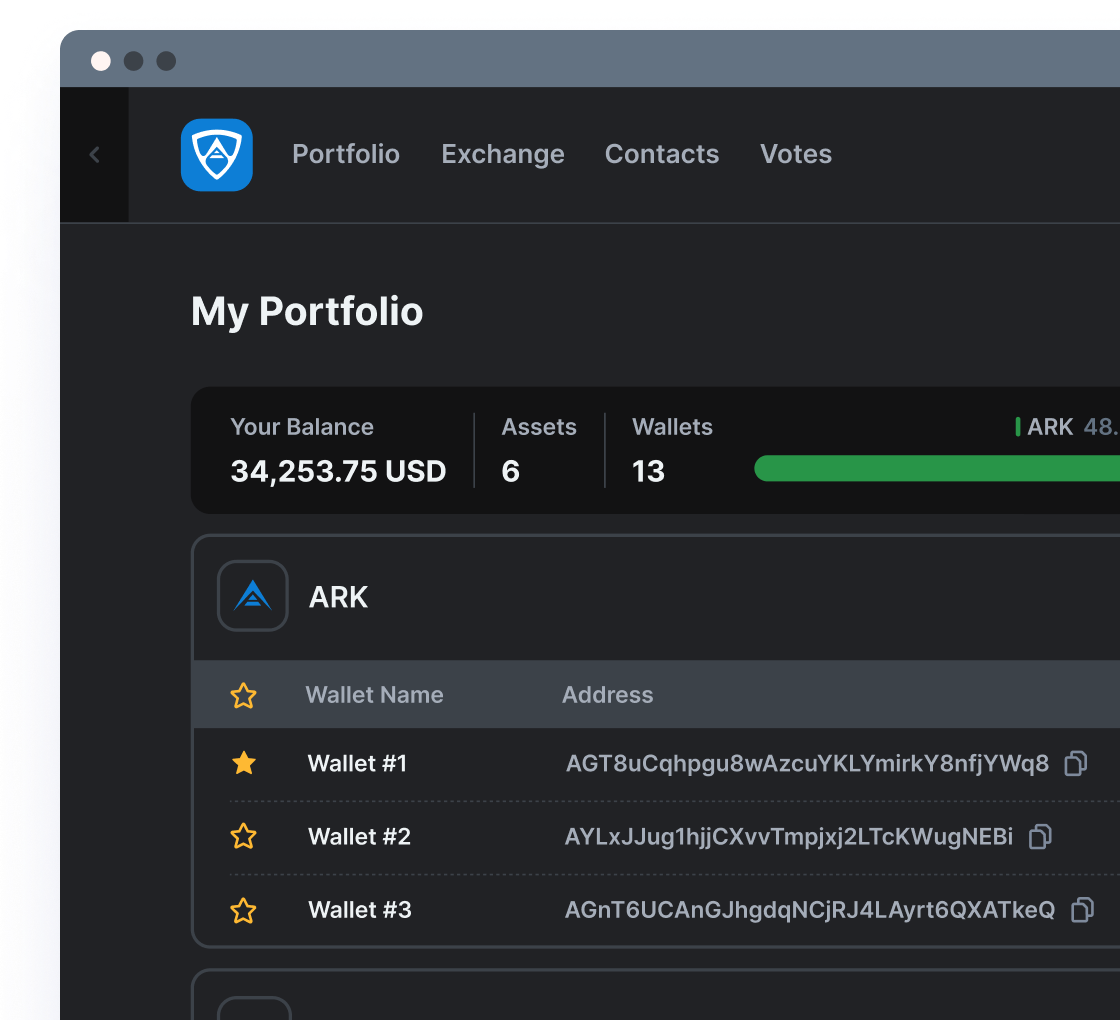 Portfolio Exchange Contacts Votes
My Portfolio
Your Balance Assets Wallets ARK 48.
34,253.75 USD 6 13
ARK
Wallet Name Address
Wallet #1 AGT8uCqhpgu8wAzcuYKLYmirkY8nfjYWq8
Wallet #2 AYLxJJug1hjjCXvvTmpjxj2LTcKWugNEBi
Wallet #3 AGnT6UCAnGJhgdqNCjRJ4LAyrt6QXATkeQ